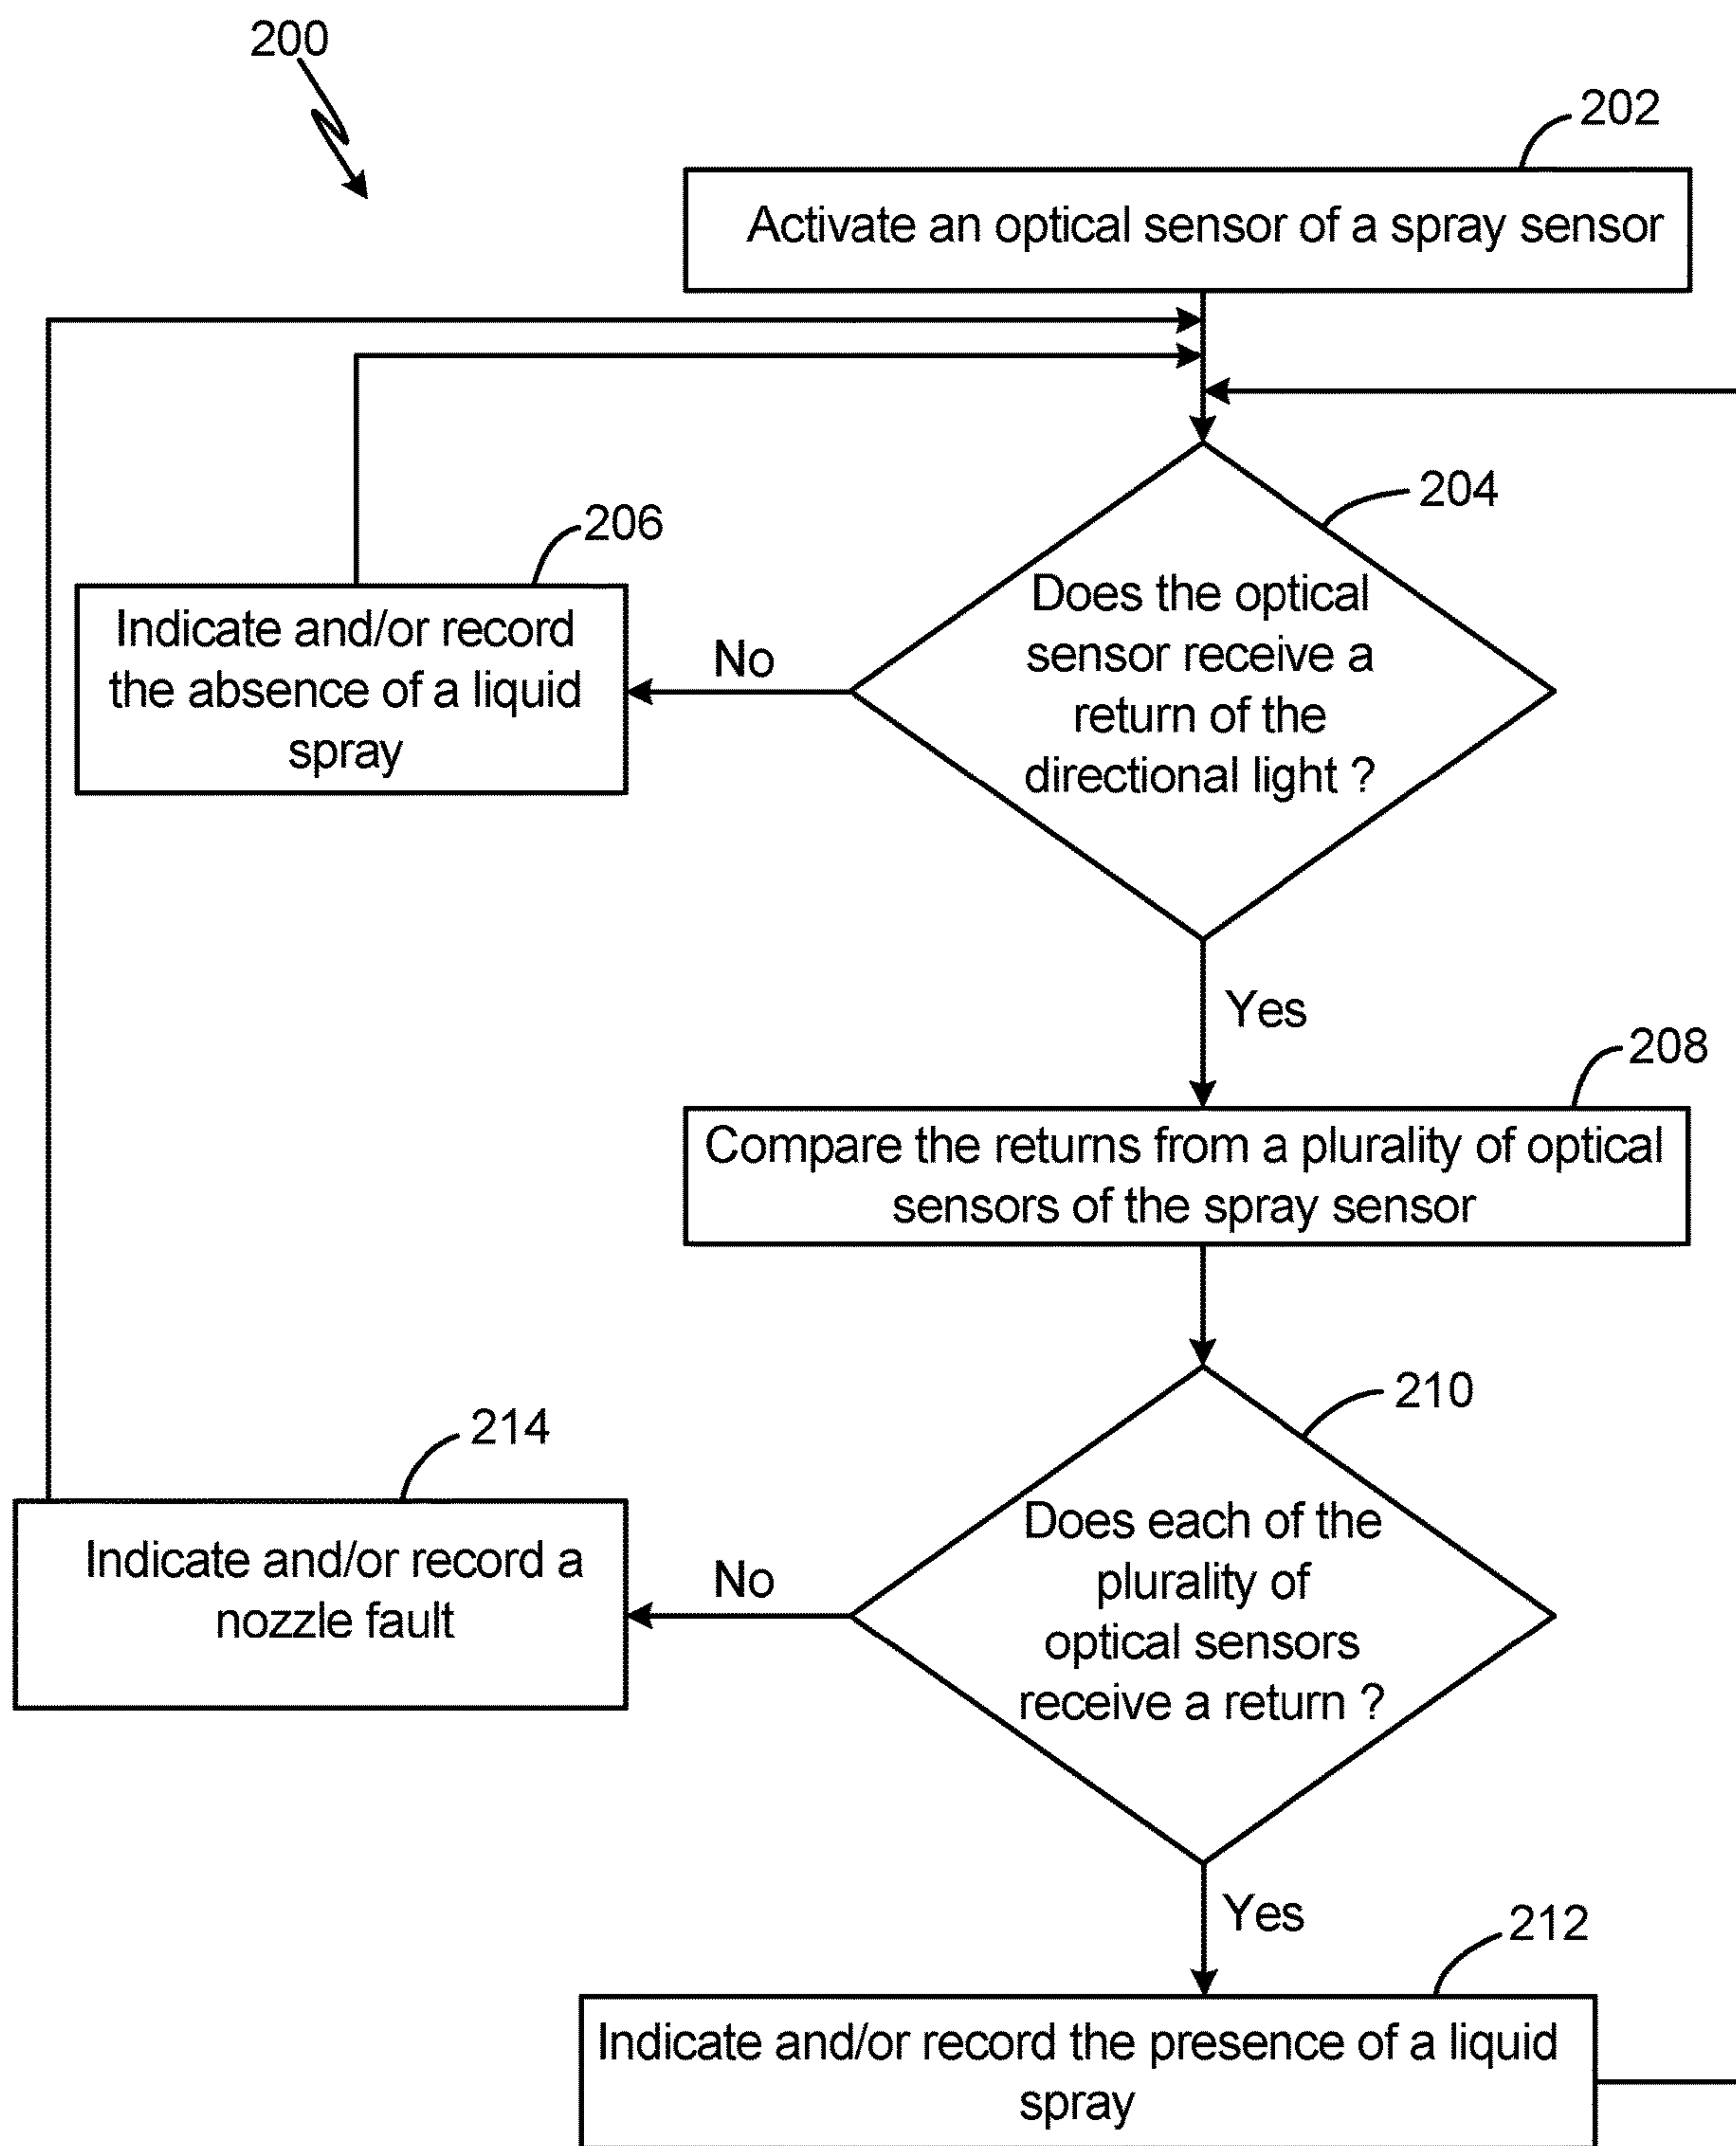 200
202
Activate an optical sensor of a spray sensor
204
Does the optical
sensor receive a
return of the
directional light ?
206
Indicate and/or record
the absence of a liquid
spray
No
Yes
208
Compare the returns from a plurality of optical
sensors of the spray sensor
210
Does each of the
plurality of
optical sensors
receive a return ?
214
Indicate and/or record a
nozzle fault
No
Yes
212
Indicate and/or record the presence of a liquid
spray